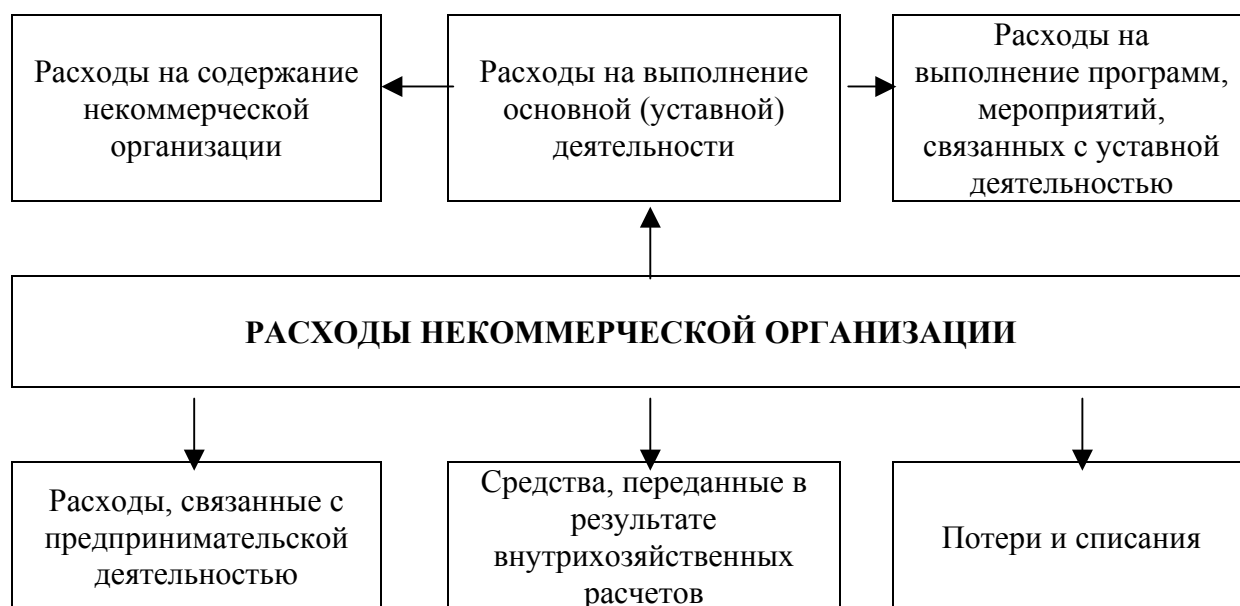 Расходы на содержание
некоммерческой
организации
Расходы на выполнение
основной (уставной)
деятельности
Расходы на
выполнение программ,
мероприятий,
связанных с уставной
деятельностью
РАСХОДЫ НЕКОММЕРЧЕСКОЙ ОРГАНИЗАЦИИ
Расходы, связанные с
предпринимательской
деятельностью
Средства, переданные в
результате
внутрихозяйственных
расчетов
Потери и списания